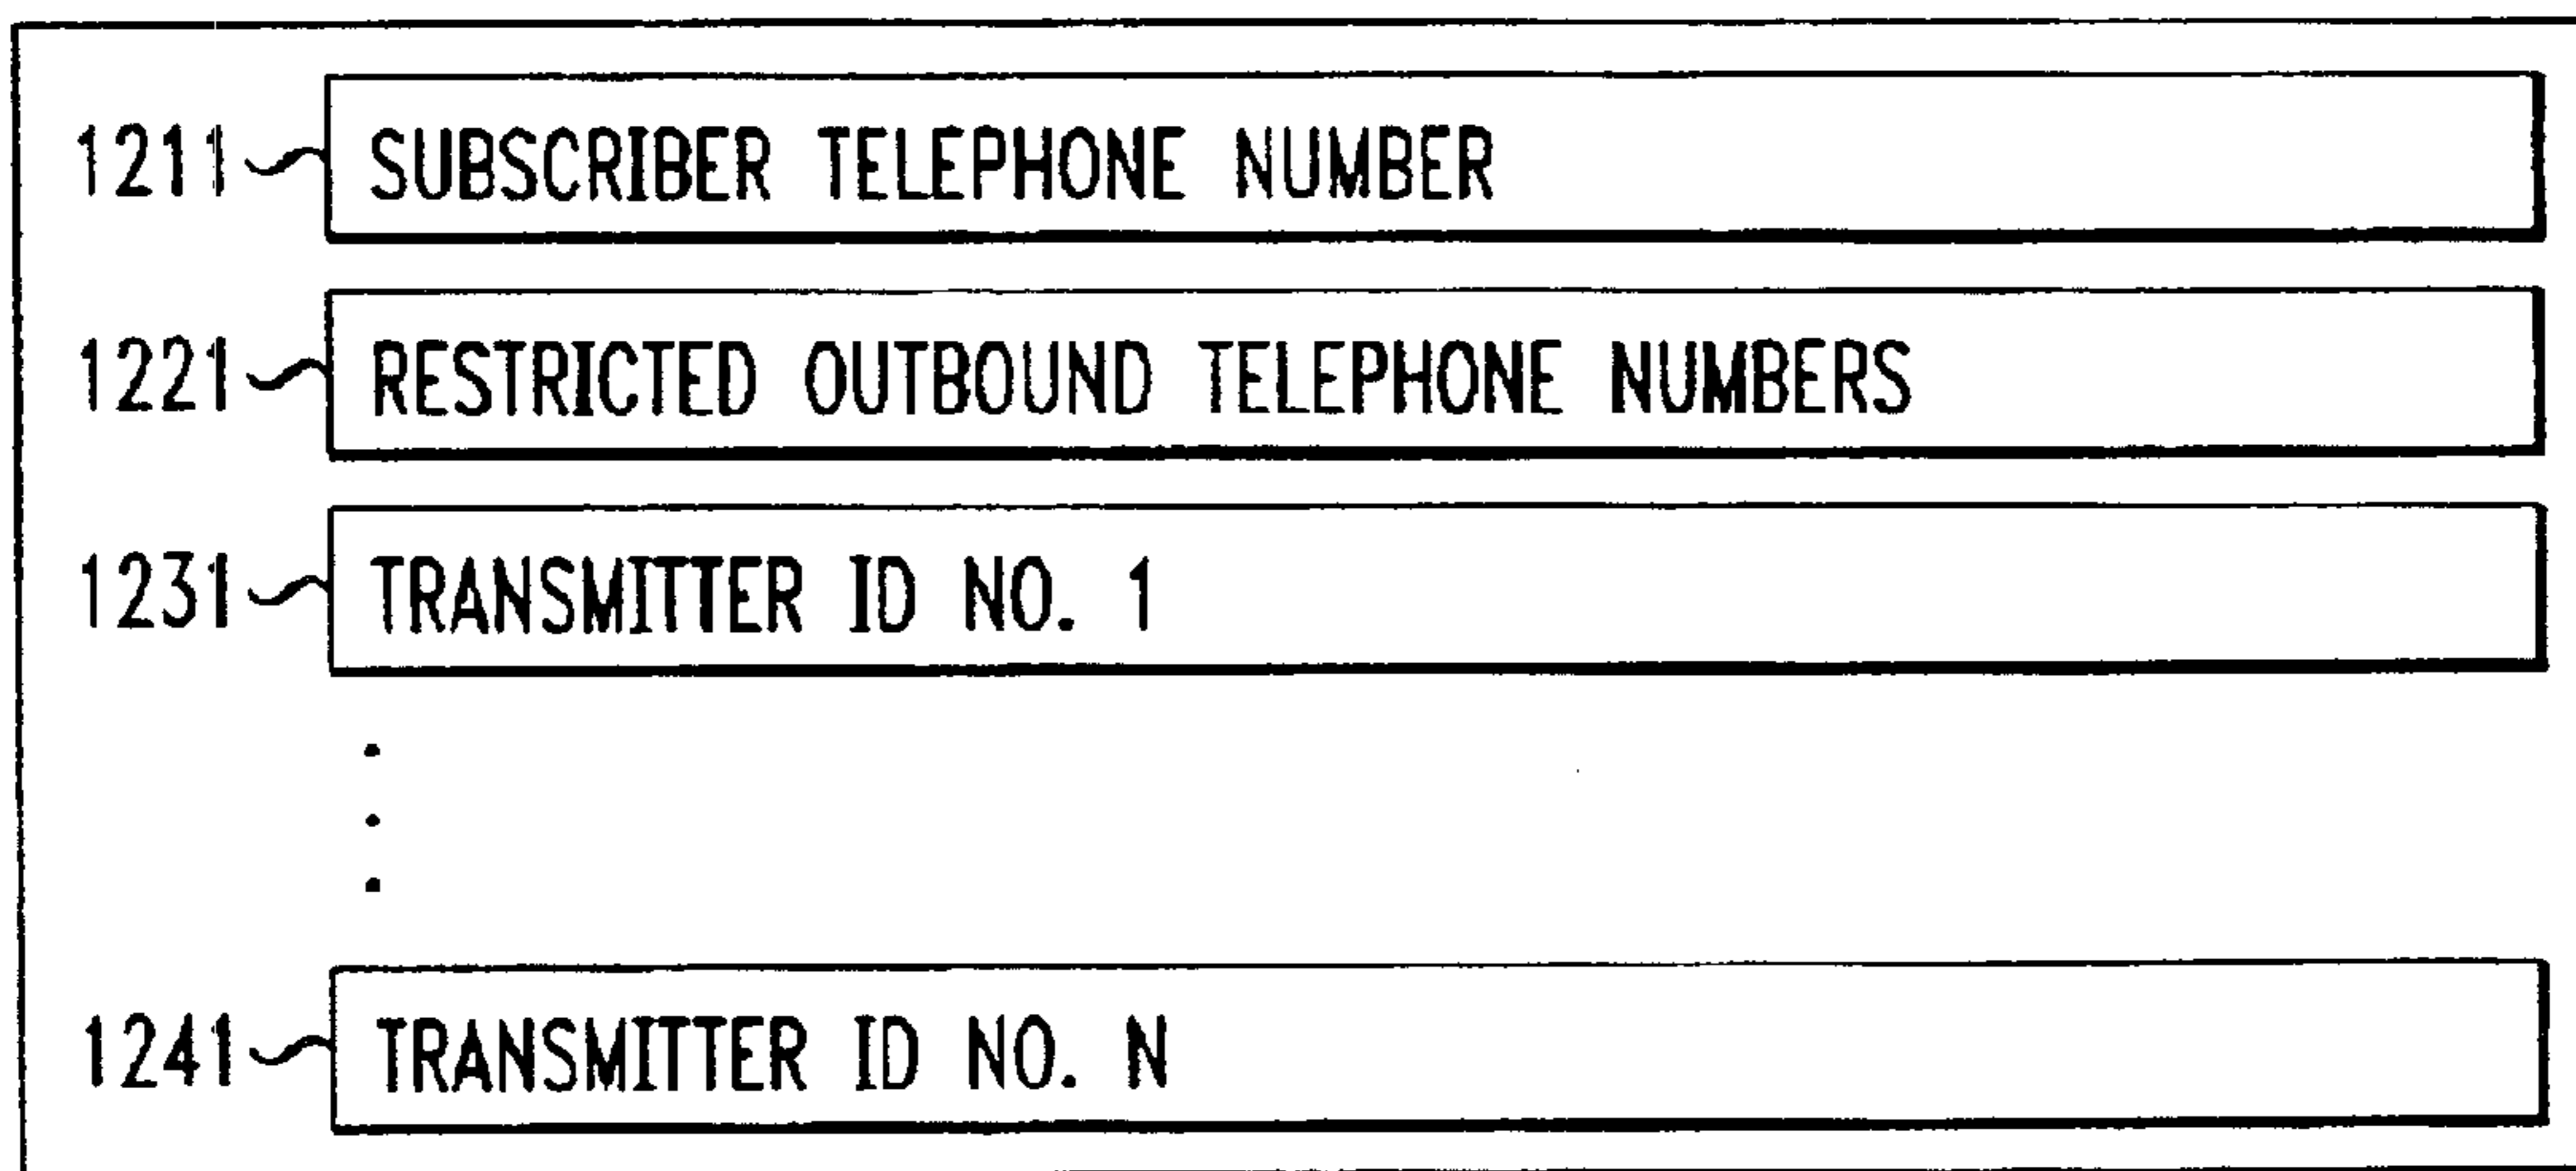 1211 SUBSCRIBER TELEPHONE NUMBER
1221 RESTRICTED OUTBOUND TELEPHONE NUMBERS
1231 TRANSMITTER ID NO. 1
1241 TRANSMITTER ID NO. N